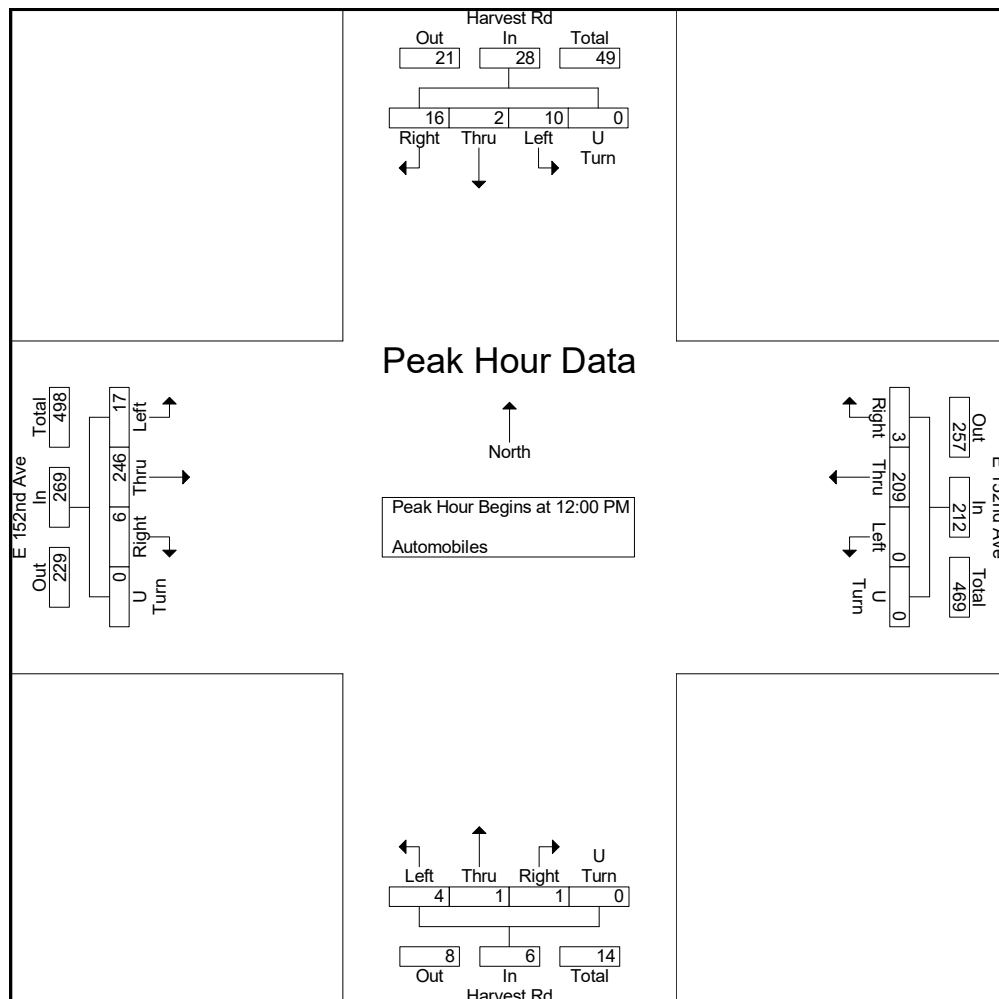 Harvest Rd
Out In Total
21 28 49
16 2 10 0
Right Thru Left U
Turn
Peak Hour Data
North
Peak Hour Begins at 12:00 PM
Automobiles
E 152nd Ave
Out In Total
229 269 498
0 6 246 17
U
Turn Right Thru Left
E 152nd Ave
Out In Total
257 212 469
3 209 0 0
Right Thru Left U
Turn
U
Left Thru Right Turn
4 1 1 0
8 6 14
Out In Total
Harvest Rd